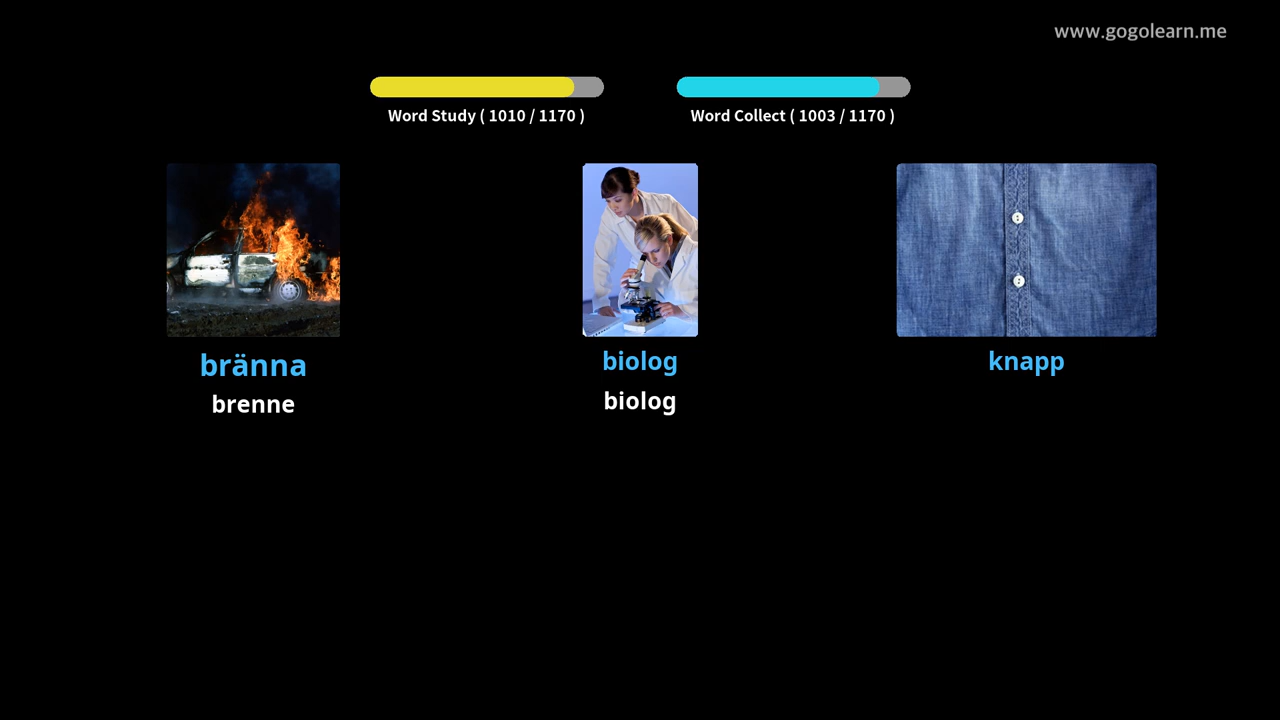 www.gogolearn.me
Word Study ( 1010 / 1170 )
Word Collect ( 1003 / 1170 )
bränna
biolog
knapp
brenne
biolog